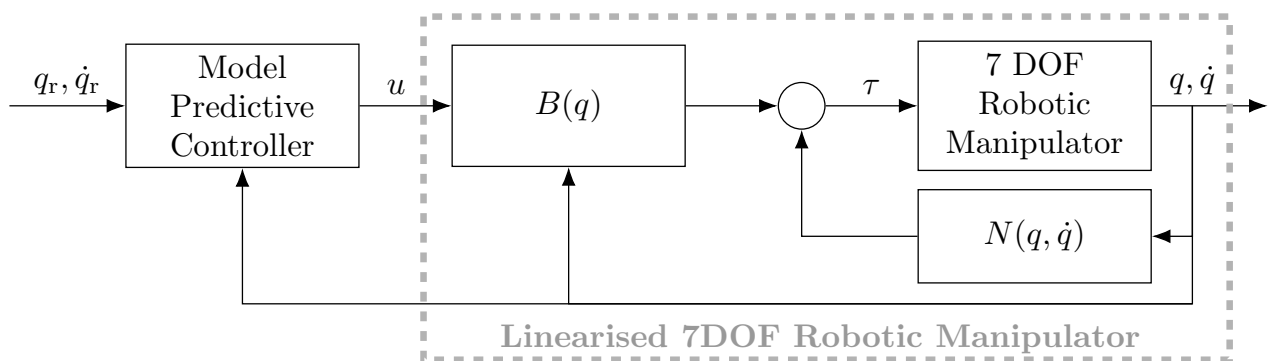 q_r, q̇_r
Model
Predictive
Controller
u
B(q)
τ
7 DOF
Robotic
Manipulator
q, q̇
N(q, q̇)
Linearised 7DOF Robotic Manipulator